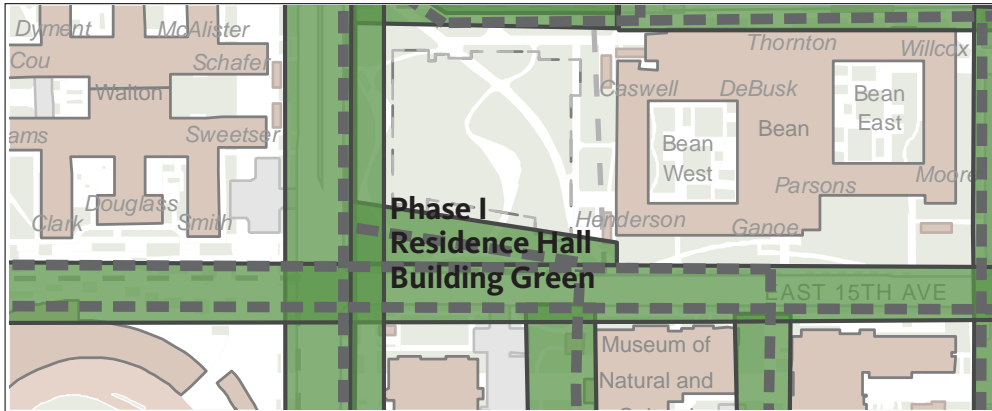 Dyment
McAlister
Cou
Schafer
Walton
ams
Sweetser
Douglass
Clark
Smith
Thornton
Willcox
Caswell
DeBusk
Bean
East
Bean
Bean
West
Moore
Parsons
Henderson
Ganoe
Phase I
Residence Hall
Building Green
EAST 15TH AVE
Museum of
Natural and